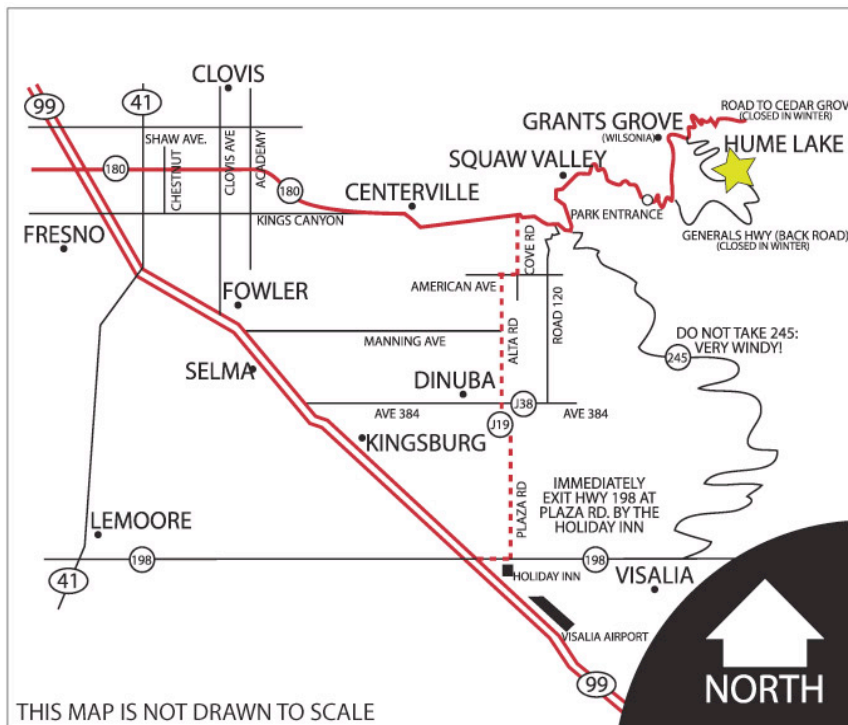 CLOVIS
99
41
ROAD TO CEDAR GROV
(CLOSED IN WINTER)
GRANTS GROVE
(WILSONIA)
HUME LAKE
SHAW AVE.
CHESTNUT
CLOVIS AVE
ACADEMY
SQUAW VALLEY
180
180
CENTERVILLE
KINGS CANYON
PARK ENTRANCE
FRESNO
COVE RD
GENERALS HWY (BACK ROAD)
(CLOSED IN WINTER)
AMERICAN AVE
FOWLER
ROAD 120
ALTA RD
MANNING AVE
DO NOT TAKE 245:
VERY WINDY!
245
SELMA
DINUBA
J38
AVE 384
AVE 384
J19
KINGSBURG
PLAZA RD
IMMEDIATELY
EXIT HWY 198 AT
PLAZA RD. BY THE
HOLIDAY INN
LEMOORE
198
198
41
HOLIDAY INN
VISALIA
VISALIA AIRPORT
99
NORTH
THIS MAP IS NOT DRAWN TO SCALE